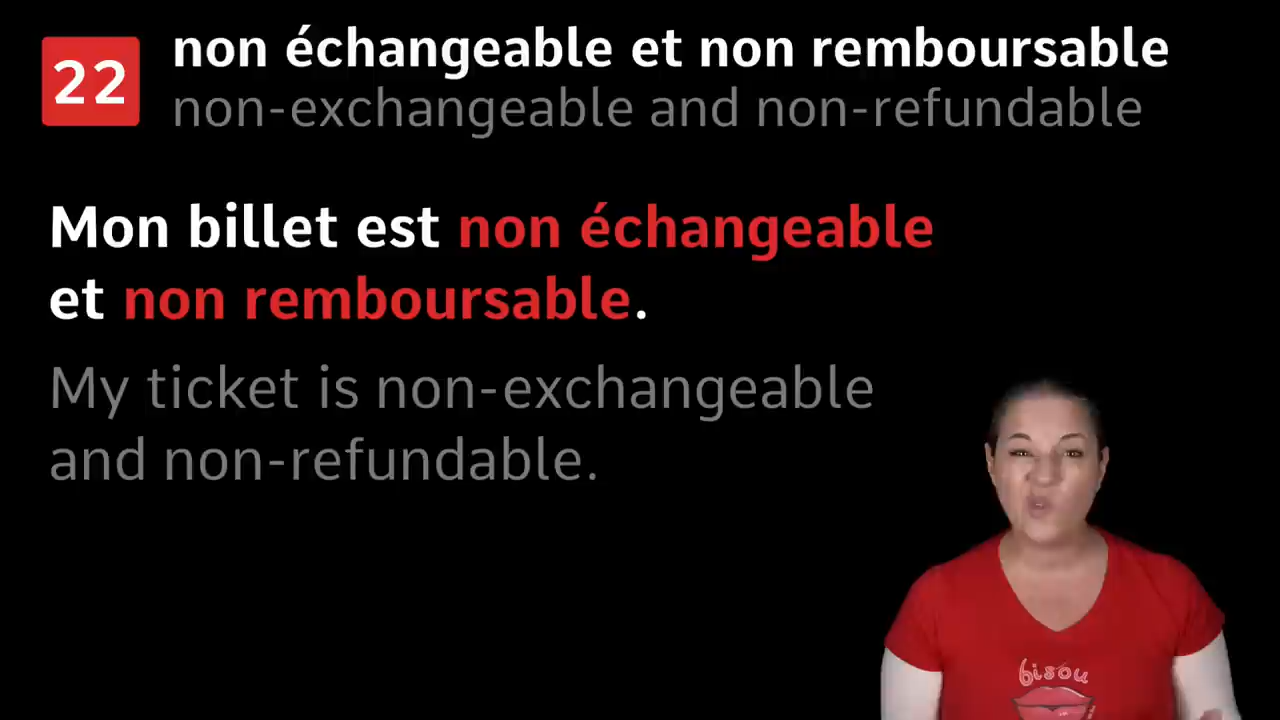 22
non échangeable et non remboursable
non-exchangeable and non-refundable
Mon billet est non échangeable
et non remboursable.
My ticket is non-exchangeable
and non-refundable.
bisou